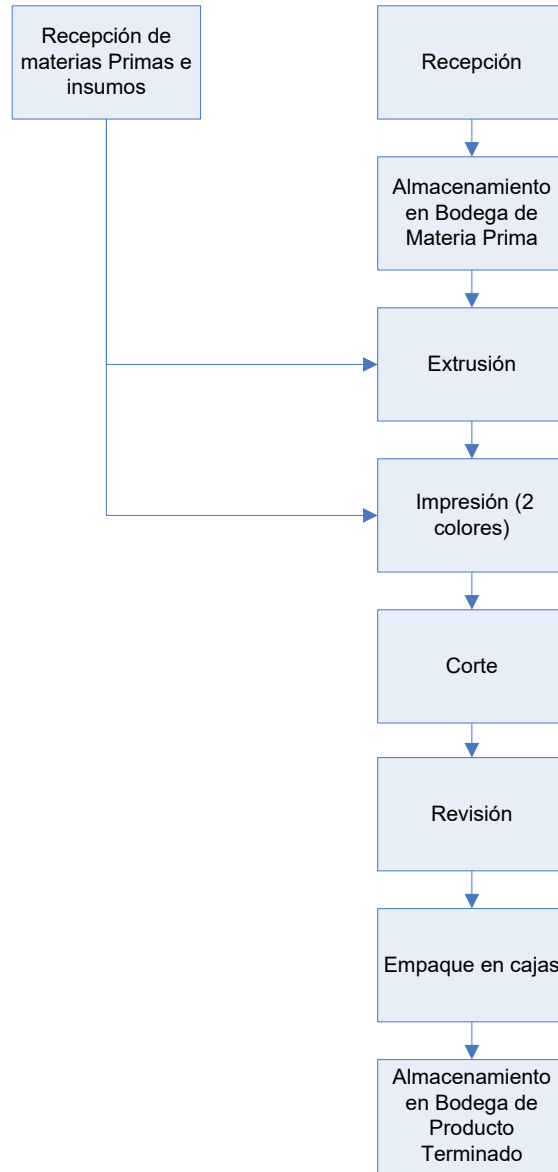 Recepción de
materias Primas e
insumos
Recepción
Almacenamiento
en Bodega de
Materia Prima
Extrusión
Impresión (2
colores)
Corte
Revisión
Empaque en cajas
Almacenamiento
en Bodega de
Producto
Terminado